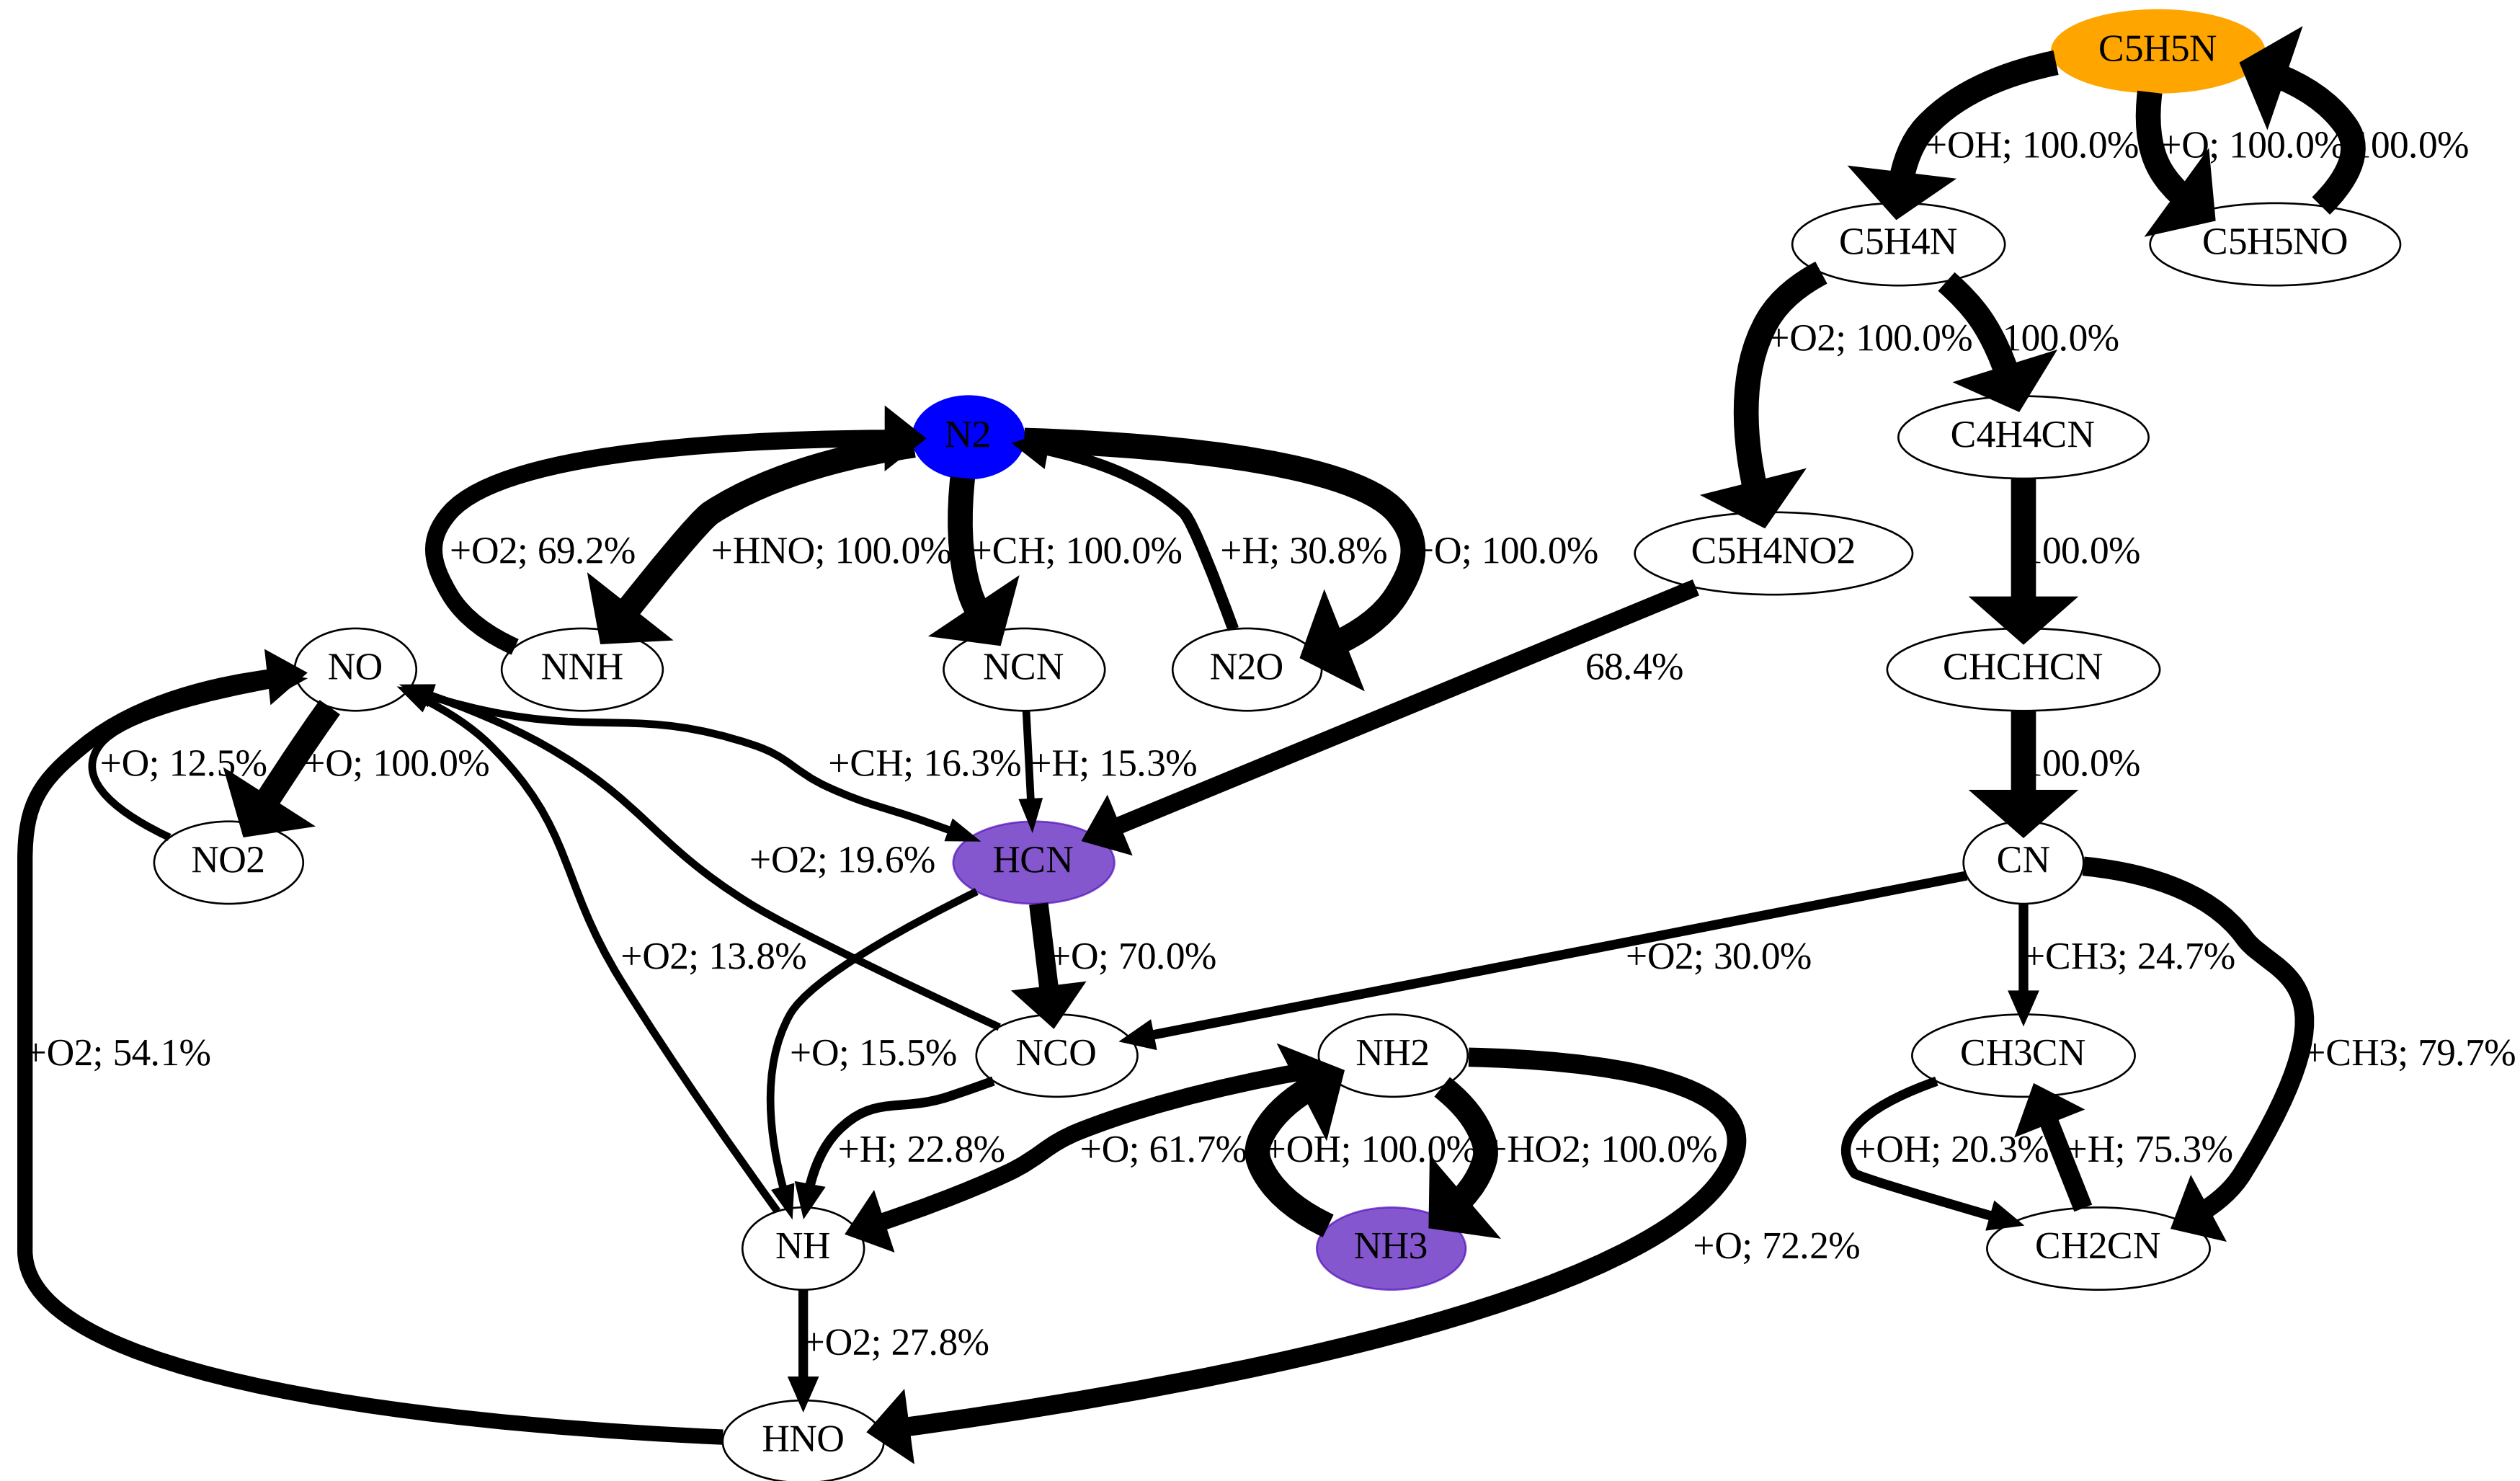 C5H5N
+OH; 100.0%
+O; 100.0%
100.0%
C5H4N
C5H5NO
+O2; 100.0%
100.0%
N2
C4H4CN
+O2; 69.2%
+HNO; 100.0%
+CH; 100.0%
+H; 30.8%
+O; 100.0%
C5H4NO2
100.0%
NO
NNH
NCN
N2O
68.4%
CHCHCN
+O; 12.5%
+O; 100.0%
+CH; 16.3%
+H; 15.3%
100.0%
NO2
+O2; 19.6%
HCN
CN
+O2; 13.8%
+O; 70.0%
+O2; 30.0%
+CH3; 24.7%
+O2; 54.1%
+O; 15.5%
NCO
NH2
CH3CN
+CH3; 79.7%
+H; 22.8%
+O; 61.7%
+OH; 100.0%
+HO2; 100.0%
+OH; 20.3%
+H; 75.3%
NH
NH3
+O; 72.2%
CH2CN
+O2; 27.8%
HNO